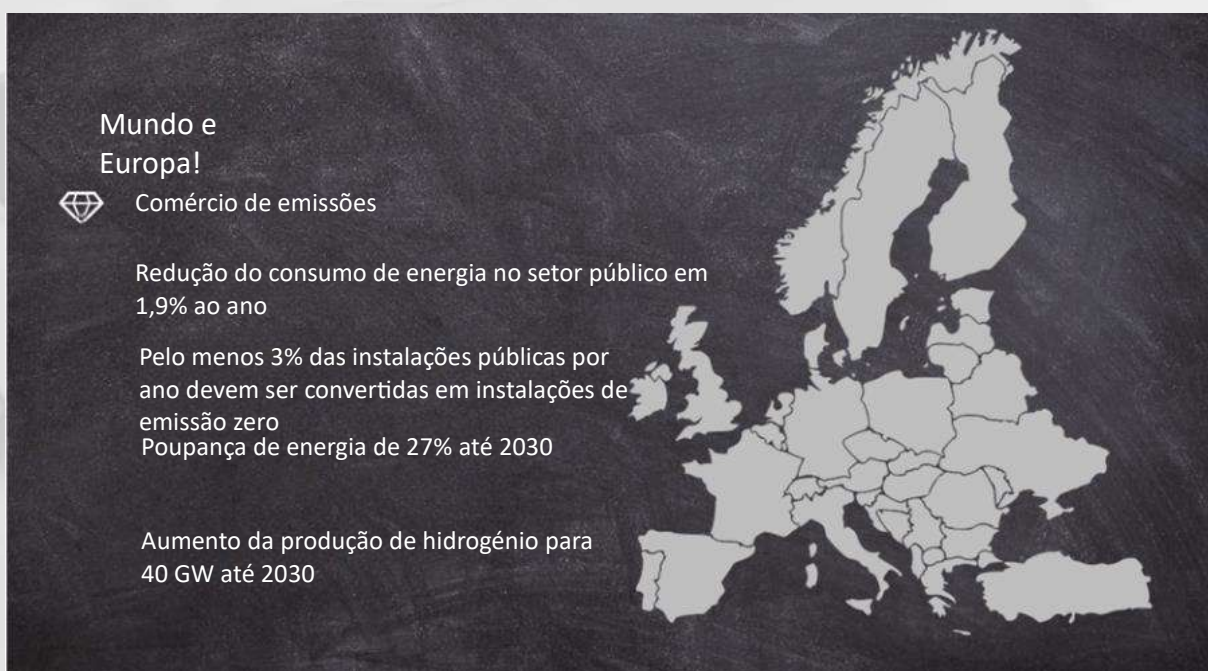 Mundo e
Europa!
Comércio de emissões
Redução do consumo de energia no setor público em
1,9% ao ano
Pelo menos 3% das instalações públicas por
ano devem ser convertidas em instalações de
emissão zero
Poupança de energia de 27% até 2030
Aumento da produção de hidrogénio para
40 GW até 2030